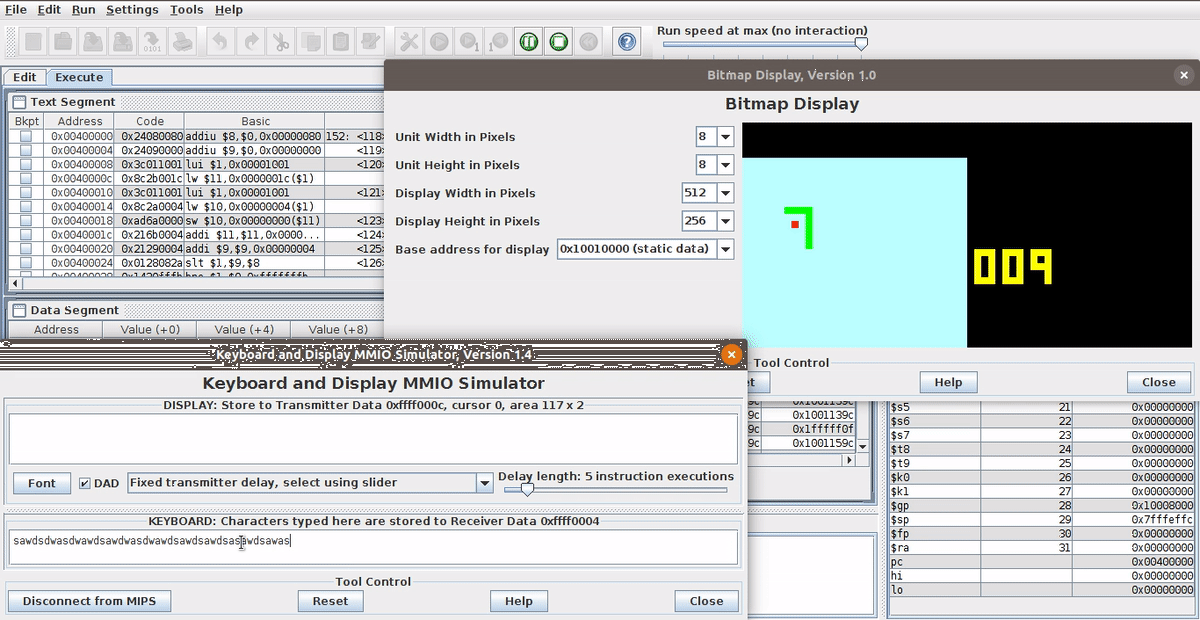 File Edit Run Settings Tools Help
Run speed at max (no interaction)
Edit Execute
Bitmap Display, Version 1.0
Text Segment
Bitmap Display
Bkpt Address Code Basic
0x00400000 0x24080080 addiu $8,$0,0x00000080 152: <118>
0x00400004 0x24090000 addiu $9,$0,0x00000000 <119>
0x00400008 0x3c011001 lui $1,0x00001001 <120>
0x0040000c 0x8c2b001c lw $11,0x0000001c($1)
0x00400010 0x3c011001 lui $1,0x00001001 <121>
0x00400014 0x8c2a0004 lw $10,0x00000004($1)
0x00400018 0xad6a0000 sw $10,0x00000000($11) <123>
0x0040001c 0x216b0004 addi $11,$11,0x0000... <124>
0x00400020 0x21290004 addi $9,$9,0x00000004 <125>
0x00400024 0x0128082a slt $1,$9,$8 <126>
Unit Width in Pixels 8
Unit Height in Pixels 8
Display Width in Pixels 512
Display Height in Pixels 256
Base address for display 0x10010000 (static data)
009
Data Segment
Address Value (+0) Value (+4) Value (+8)
Tool Control
Help Close
Keyboard and Display MMIO Simulator, Version 1.4
Keyboard and Display MMIO Simulator
DISPLAY: Store to Transmitter Data 0xffff000c, cursor 0, area 117 x 2
Font DAD Fixed transmitter delay, select using slider Delay length: 5 instruction executions
KEYBOARD: Characters typed here are stored to Receiver Data 0xffff0004
Tool Control
Disconnect from MIPS Reset Help Close
9c 0x1001139c
9c 0x1001139c
9c 0x1fffff0f
9c 0x1001159c
$s5 21 0x00000000
$s6 22 0x00000000
$s7 23 0x00000000
$t8 24 0x00000000
$t9 25 0x00000000
$k0 26 0x00000000
$k1 27 0x00000000
$gp 28 0x10008000
$sp 29 0x7fffeffc
$fp 30 0x00000000
$ra 31 0x00000000
pc 0x00400000
hi 0x00000000
lo 0x00000000